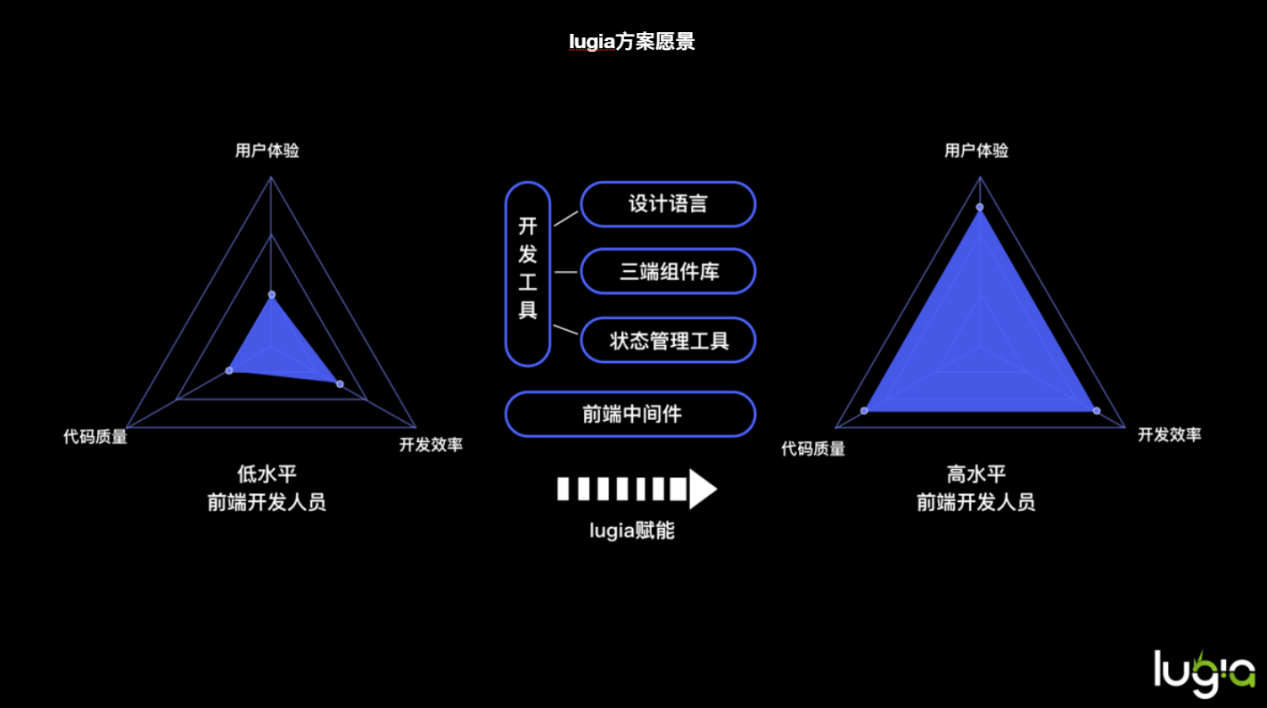 lugia方案愿景
用户体验
代码质量
开发效率
低水平
前端开发人员
开发工具
设计语言
三端组件库
状态管理工具
前端中间件
lugia赋能
用户体验
代码质量
开发效率
高水平
前端开发人员
lugia